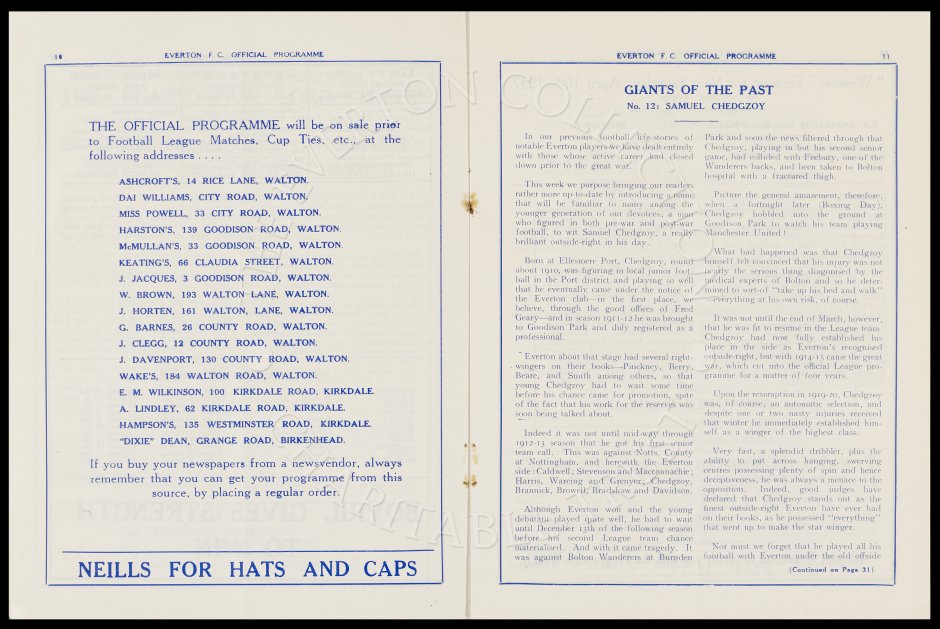 10
EVERTON F.C. OFFICIAL PROGRAMME
THE OFFICIAL PROGRAMME will be on sale prior
to Football League Matches, Cup Ties, etc., at the
following addresses . . . .
ASHCROFT'S, 14 RICE LANE, WALTON.
DAI WILLIAMS, CITY ROAD, WALTON.
MISS POWELL, 33 CITY ROAD, WALTON.
HARSTON'S, 139 GOODISON ROAD, WALTON.
McMULLAN'S, 33 GOODISON ROAD, WALTON.
KEATING'S, 66 CLAUDIA STREET, WALTON.
J. JACQUES, 3 GOODISON ROAD, WALTON.
W. BROWN, 193 WALTON LANE, WALTON.
J. HORTEN, 161 WALTON, LANE, WALTON.
G. BARNES, 26 COUNTY ROAD, WALTON.
J. CLEGG, 12 COUNTY ROAD, WALTON.
J. DAVENPORT, 130 COUNTY ROAD, WALTON.
WAKE'S, 184 WALTON ROAD, WALTON.
E. M. WILKINSON, 100 KIRKDALE ROAD, KIRKDALE.
A. LINDLEY, 62 KIRKDALE ROAD, KIRKDALE.
HAMPSON'S, 135 WESTMINSTER ROAD, KIRKDALE.
"DIXIE" DEAN, GRANGE ROAD, BIRKENHEAD.
If you buy your newspapers from a newsvendor, always
remember that you can get your programme from this
source, by placing a regular order.
NEILLS FOR HATS AND CAPS
EVERTON F.C. OFFICIAL PROGRAMME
11
GIANTS OF THE PAST
No. 12: SAMUEL CHEDGZOY
In our previous football life-stories of
notable Everton players we have dealt entirely
with those whose active career had closed
down prior to the great war.
This week we purpose bringing our readers
rather more up-to-date by introducing a name
that will be familiar to many among the
younger generation of our devotees; a man
who figured in both pre-war and post-war
football, to wit Samuel Chedgzoy, a really
brilliant outside-right in his day.
Born at Ellesmere Port, Chedgzoy, round
about 1910, was figuring in local junior foot-
ball in the Port district and playing so well
that he eventually came under the notice of
the Everton club—in the first place, we
believe, through the good offices of Fred
Geary—and in season 1911-12 he was brought
to Goodison Park and duly registered as a
professional.
Everton about that stage had several right-
wingers on their books—Pinckney, Berry,
Beare, and Smith among others, so that
young Chedgzoy had to wait some time
before his chance came for promotion, spite
of the fact that his work for the reserves was
soon being talked about.
Indeed it was not until mid-way through
1912-13 season that he got his first senior
team call. This was against Notts. County
at Nottingham, and herewith the Everton
side: Caldwell; Stevenson and Macconnachie;
Harris, Wareing and Grenyer; Chedgzoy,
Brannick, Browell, Bradshaw and Davidson.
Although Everton won and the young
debutant played quite well, he had to wait
until December 13th of the following season
before his second League team chance
materialised. And with it came tragedy. It
was against Bolton Wanderers at Burnden
Park and soon the news filtered through that
Chedgzoy, playing in but his second senior
game, had collided with Feebury, one of the
Wanderers backs, and been taken to Bolton
hospital with a fractured thigh.
Picture the general amazement, therefore,
when a fortnight later (Boxing Day),
Chedgzoy hobbled into the ground at
Goodison Park to watch his team playing
Manchester United!
What had happened was that Chedgzoy
himself felt convinced that his injury was not
nearly the serious thing diagonised by the
medical experts of Bolton and so he deter-
mined to sort-of "take up his bed and walk"
—everything at his own risk, of course.
It was not until the end of March, however,
that he was fit to resume in the League team.
Chedgzoy had now fully established his
place in the side as Everton's recognised
outside-right, but with 1914-15 came the great
war, which cut into the official League pro-
gramme for a matter of four years.
Upon the resumption in 1919-20, Chedgzoy
was, of course, an automatic selection, and
despite one or two nasty injuries received
that winter he immediately established him-
self as a winger of the highest class.
Very fast, a splendid dribbler, plus the
ability to put across hanging, swerving
centres possessing plenty of spin and hence
deceptiveness, he was always a menace to the
opposition. Indeed, good judges have
declared that Chedgzoy stands out as the
finest outside-right Everton have ever had
on their books, as he possessed "everything"
that went up to make the star winger.
Nor must we forget that he played all his
football with Everton under the old offside
(Continued on Page 31)